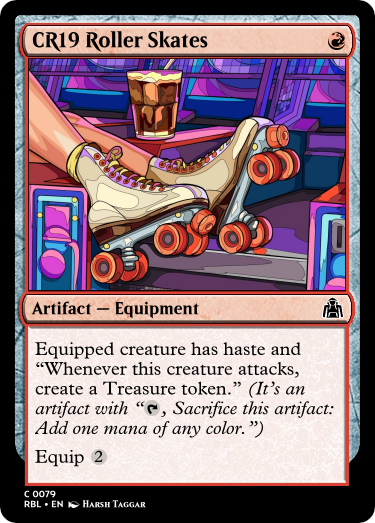 CR19 Roller Skates
Artifact — Equipment
Equipped creature has haste and
“Whenever this creature attacks,
create a Treasure token.” (It’s an
artifact with “, Sacrifice this artifact:
Add one mana of any color.”)
Equip 2
C 0079
RBL • EN Harsh Taggar